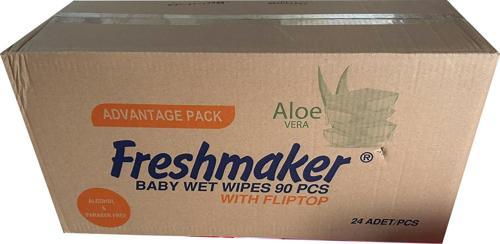 ADVANTAGE PACK
Aloe
VERA
Freshmaker ®
BABY WET WIPES 90 PCS
WITH FLIPTOP
ALCOHOL
&
PARABEN FREE
24 ADET/PCS